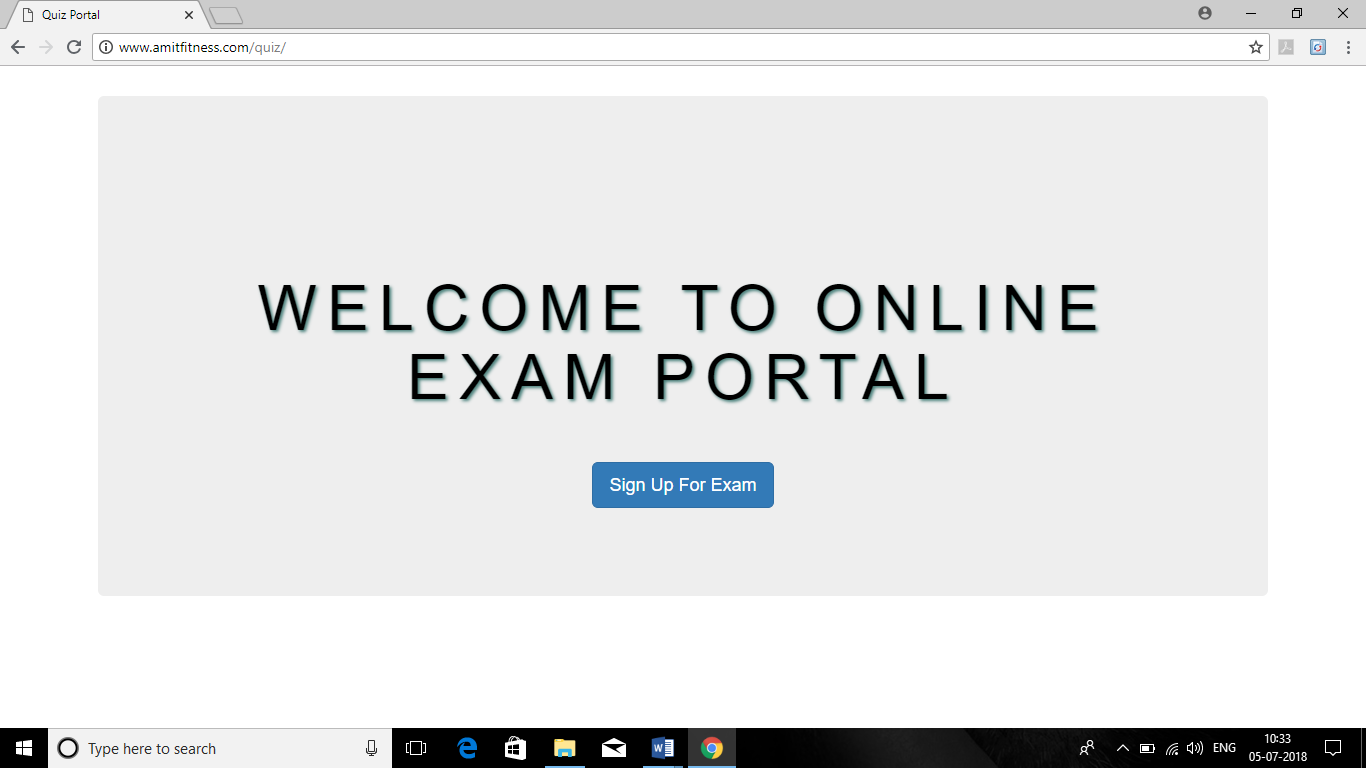 Quiz Portal
www.amitfitness.com/quiz/
WELCOME TO ONLINE
EXAM PORTAL
Sign Up For Exam
Type here to search
ENG
10:33
05-07-2018